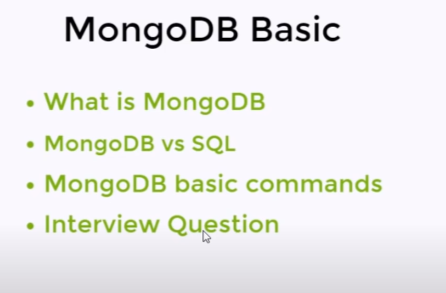 MongoDB Basic
• What is MongoDB
• MongoDB vs SQL
• MongoDB basic commands
• Interview Question